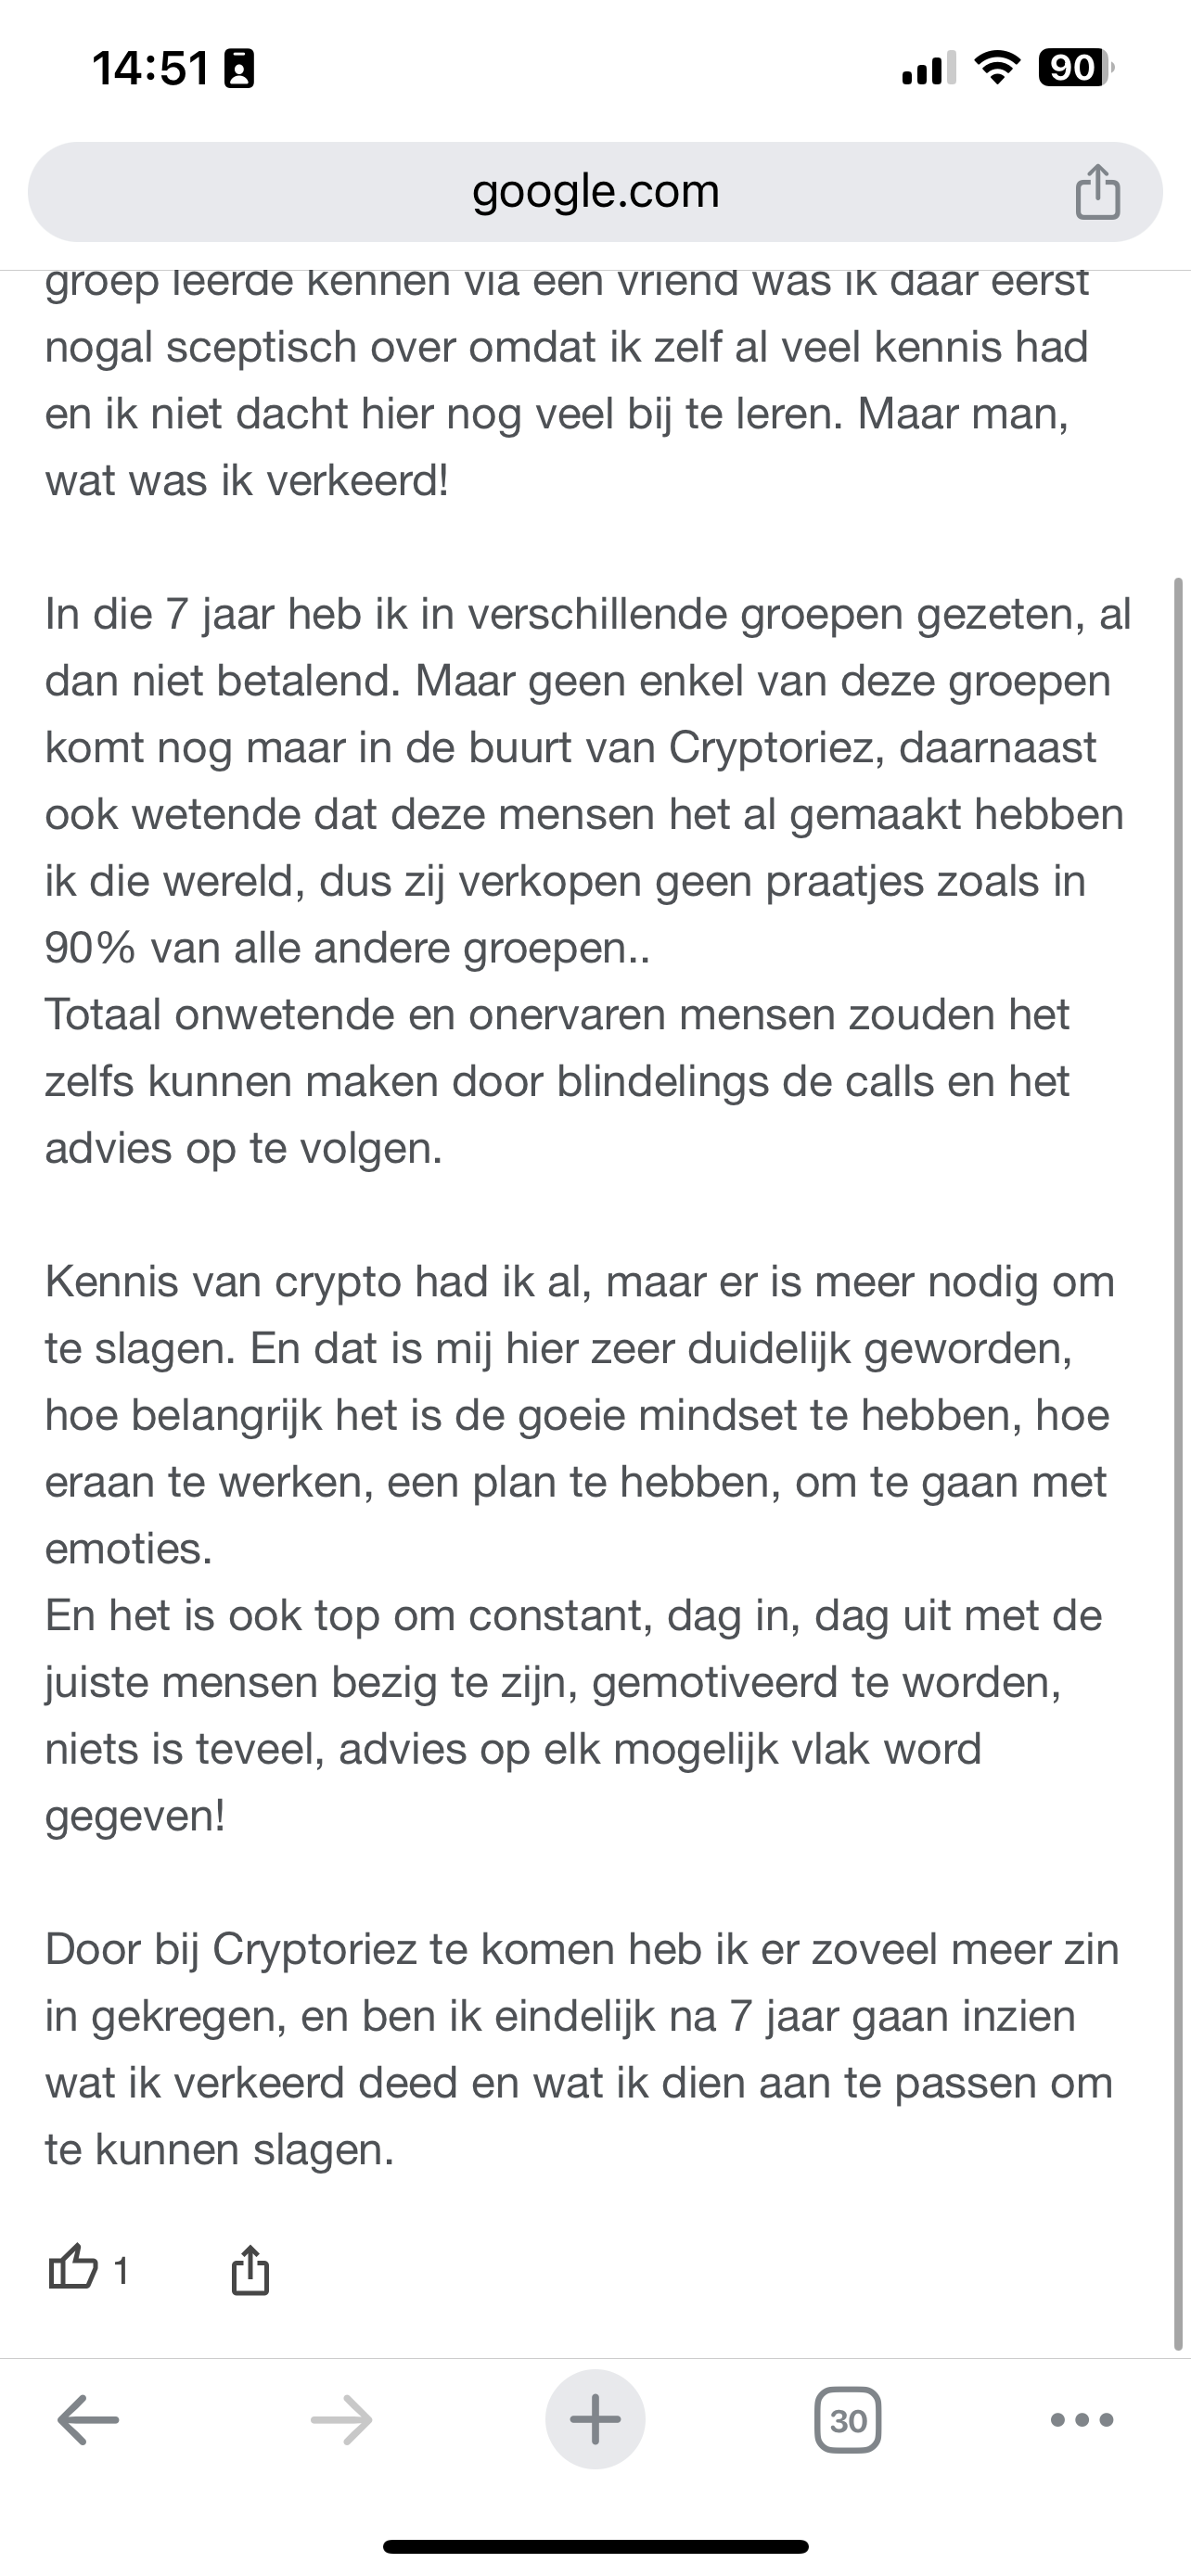 14:51
90
google.com
groep leerde kennen via een vriend was ik daar eerst
nogal sceptisch over omdat ik zelf al veel kennis had
en ik niet dacht hier nog veel bij te leren. Maar man,
wat was ik verkeerd!
In die 7 jaar heb ik in verschillende groepen gezeten, al
dan niet betalend. Maar geen enkel van deze groepen
komt nog maar in de buurt van Cryptoriez, daarnaast
ook wetende dat deze mensen het al gemaakt hebben
ik die wereld, dus zij verkopen geen praatjes zoals in
90% van alle andere groepen..
Totaal onwetende en onervaren mensen zouden het
zelfs kunnen maken door blindelings de calls en het
advies op te volgen.
Kennis van crypto had ik al, maar er is meer nodig om
te slagen. En dat is mij hier zeer duidelijk geworden,
hoe belangrijk het is de goeie mindset te hebben, hoe
eraan te werken, een plan te hebben, om te gaan met
emoties.
En het is ook top om constant, dag in, dag uit met de
juiste mensen bezig te zijn, gemotiveerd te worden,
niets is teveel, advies op elk mogelijk vlak word
gegeven!
Door bij Cryptoriez te komen heb ik er zoveel meer zin
in gekregen, en ben ik eindelijk na 7 jaar gaan inzien
wat ik verkeerd deed en wat ik dien aan te passen om
te kunnen slagen.
1
30